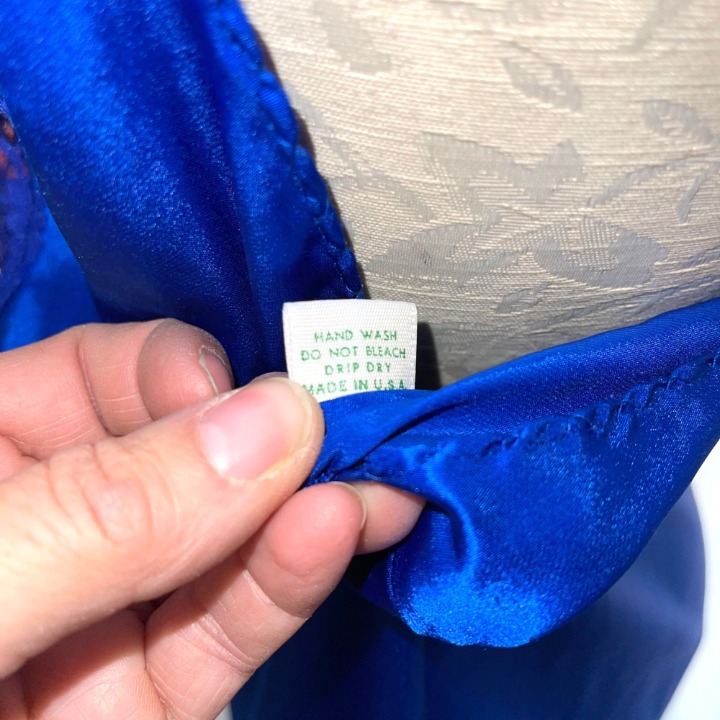 HAND WASH
DO NOT BLEACH
DRIP DRY
MADE IN U.S.A.